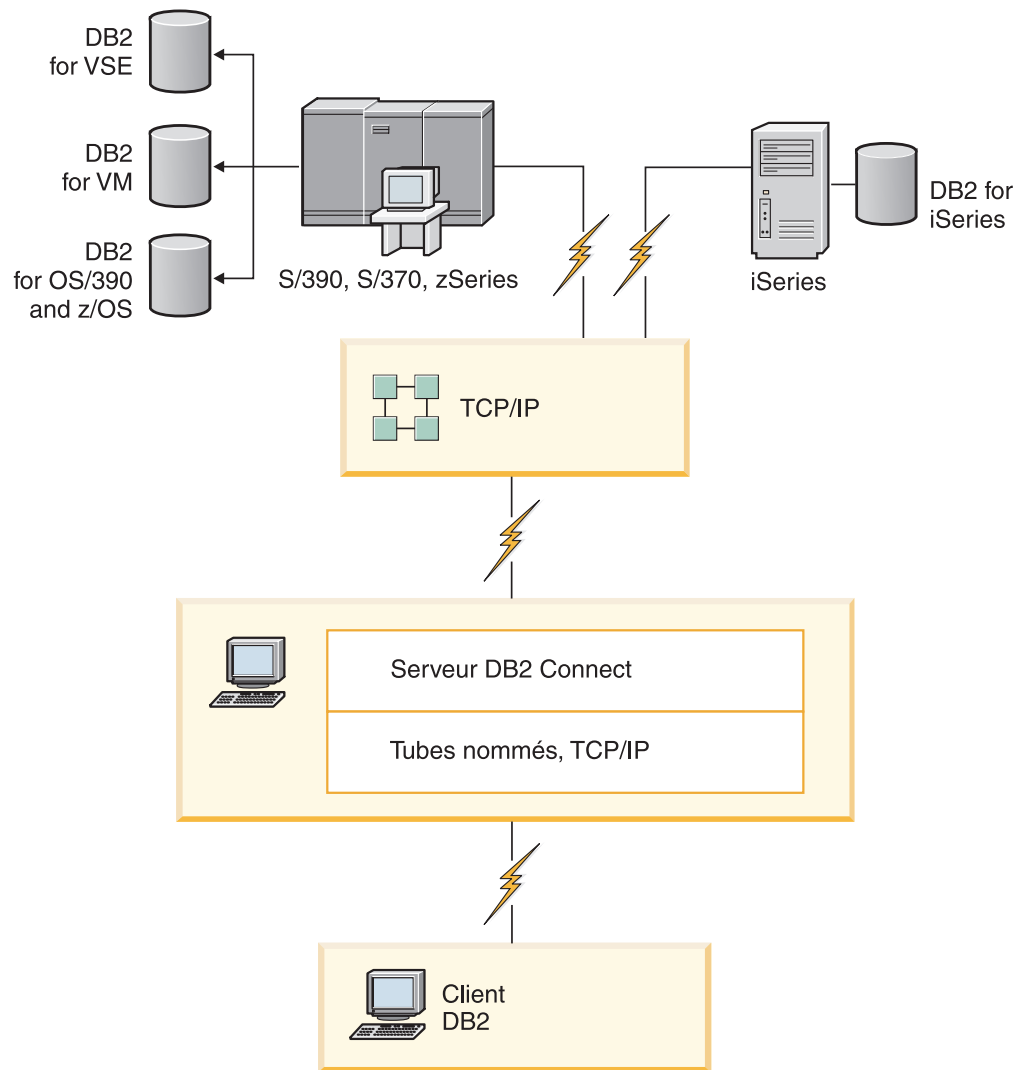 DB2
for VSE
DB2
for VM
DB2
for OS/390
and z/OS
S/390, S/370, zSeries
DB2 for
iSeries
iSeries
TCP/IP
Serveur DB2 Connect
Tubes nommés, TCP/IP
Client
DB2